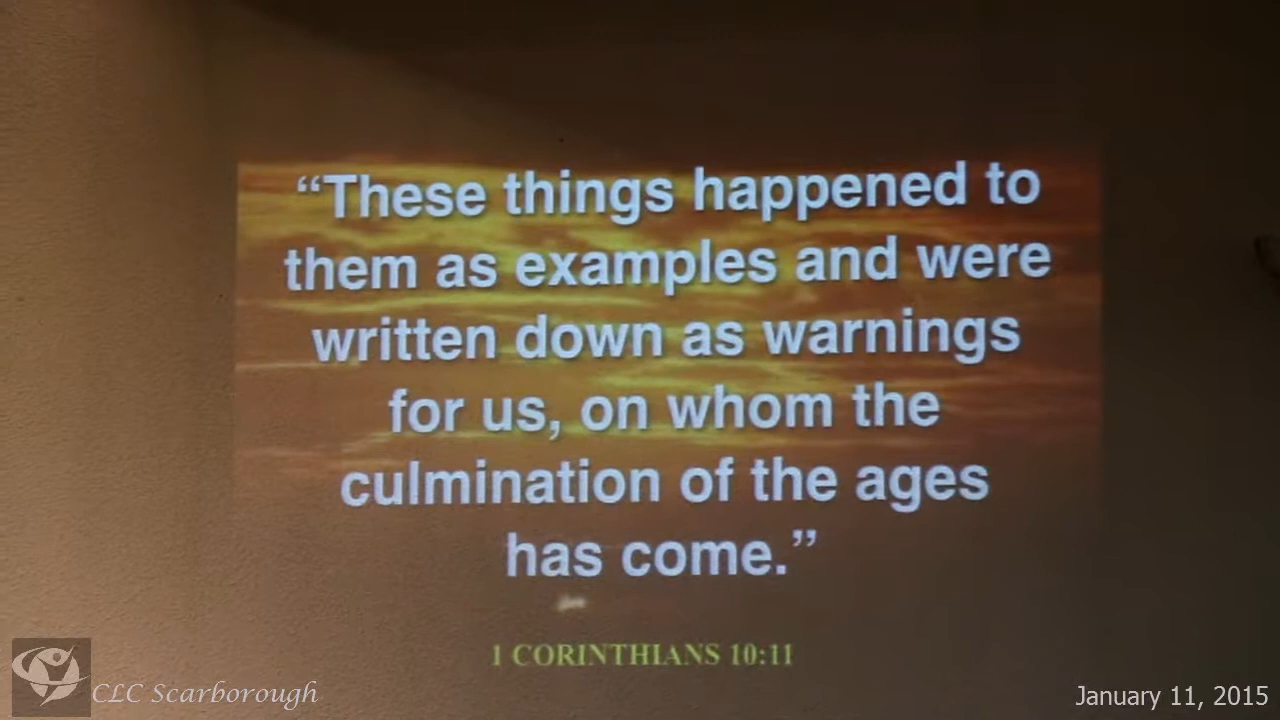 “These things happened to
them as examples and were
written down as warnings
for us, on whom the
culmination of the ages
has come.”
1 CORINTHIANS 10:11
CLC Scarborough
January 11, 2015